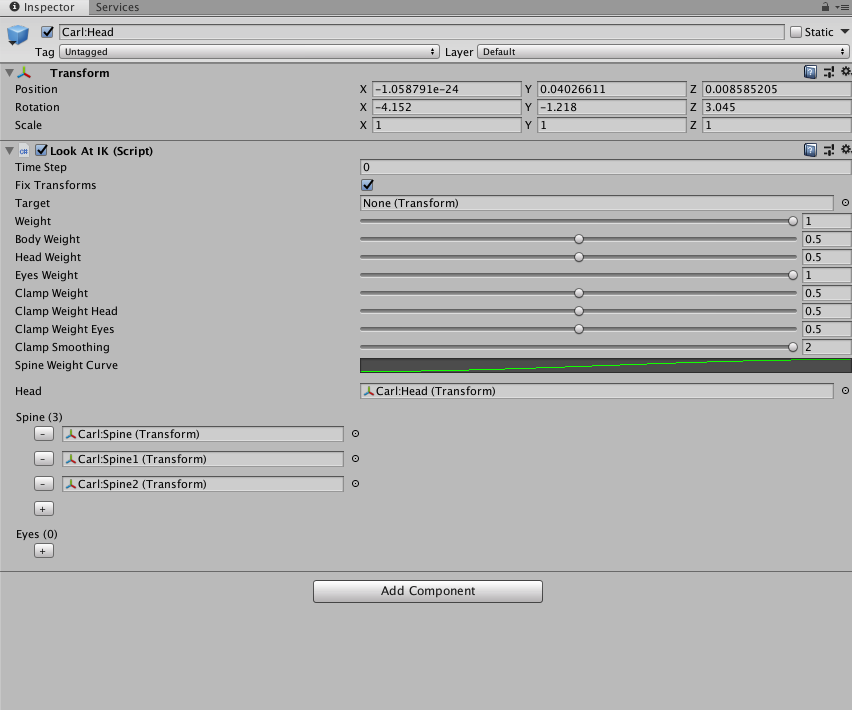 Inspector Services
Carl:Head Static
Tag Untagged Layer Default
Transform
Position X -1.058791e-24 Y 0.04026611 Z 0.008585205
Rotation X -4.152 Y -1.218 Z 3.045
Scale X 1 Y 1 Z 1
Look At IK (Script)
Time Step 0
Fix Transforms
Target None (Transform)
Weight 1
Body Weight 0.5
Head Weight 0.5
Eyes Weight 1
Clamp Weight 0.5
Clamp Weight Head 0.5
Clamp Weight Eyes 0.5
Clamp Smoothing 2
Spine Weight Curve
Head Carl:Head (Transform)
Spine (3)
- Carl:Spine (Transform)
- Carl:Spine1 (Transform)
- Carl:Spine2 (Transform)
+
Eyes (0)
+
Add Component